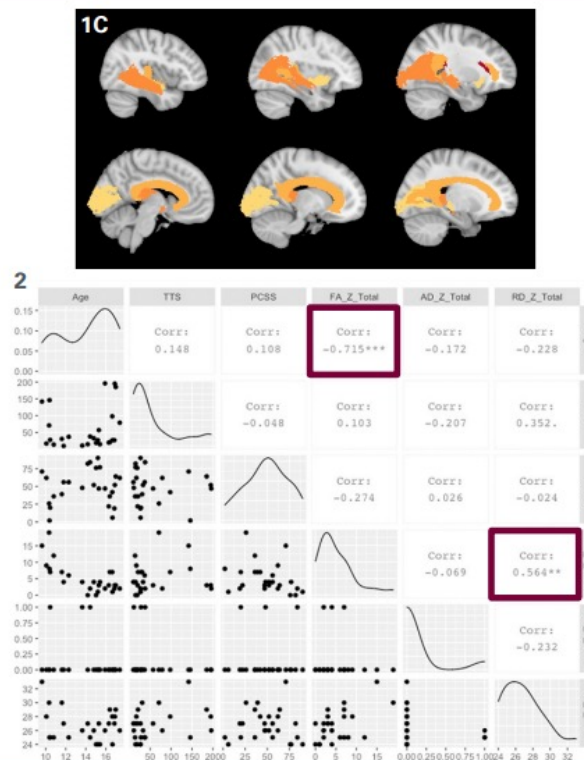 1C
2
Age TTS PCSS FA_Z_Total AD_Z_Total RD_Z_Total
0.15
0.10
0.05
0.00
Corr: Corr: Corr: Corr: Corr:
0.148 0.108 -0.715*** -0.172 -0.228
200
150
100
50
Corr: Corr: Corr: Corr:
-0.048 0.103 -0.207 0.352.
75
50
25
0
Corr: Corr: Corr:
-0.274 0.026 -0.024
15
10
5
0
Corr: Corr:
-0.069 0.564**
1.00
0.75
0.50
0.25
0.00
Corr:
-0.232
32
30
28
26
24
10 12 14 16 50 100 150 200 0 25 50 75 0 5 10 15 0.00 0.25 0.50 0.75 1.00 24 26 28 30 32